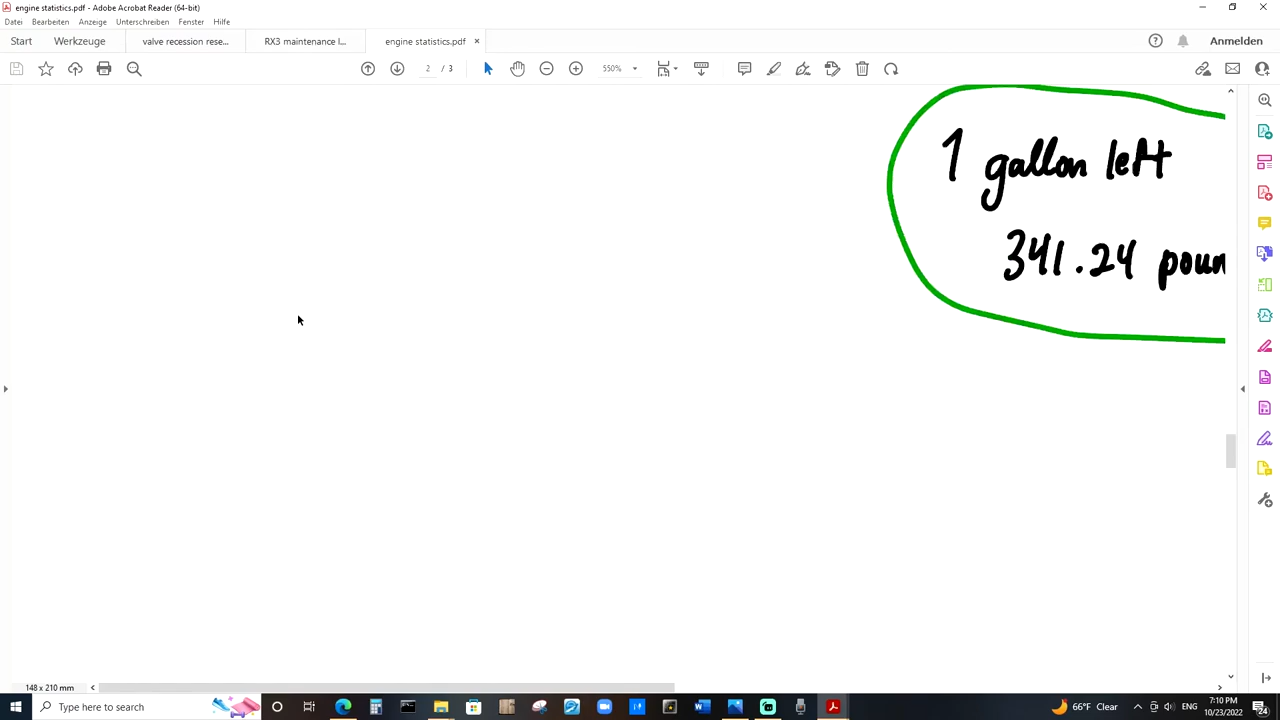 engine statistics.pdf - Adobe Acrobat Reader (64-bit)
Datei Bearbeiten Anzeige Unterschreiben Fenster Hilfe
Start Werkzeuge valve recession rese... RX3 maintenance l... engine statistics.pdf × Anmelden
2 / 3 550%
1 gallon left
341.24 poun
148 x 210 mm
Type here to search 66°F Clear ENG 7:10 PM 10/23/2022 24